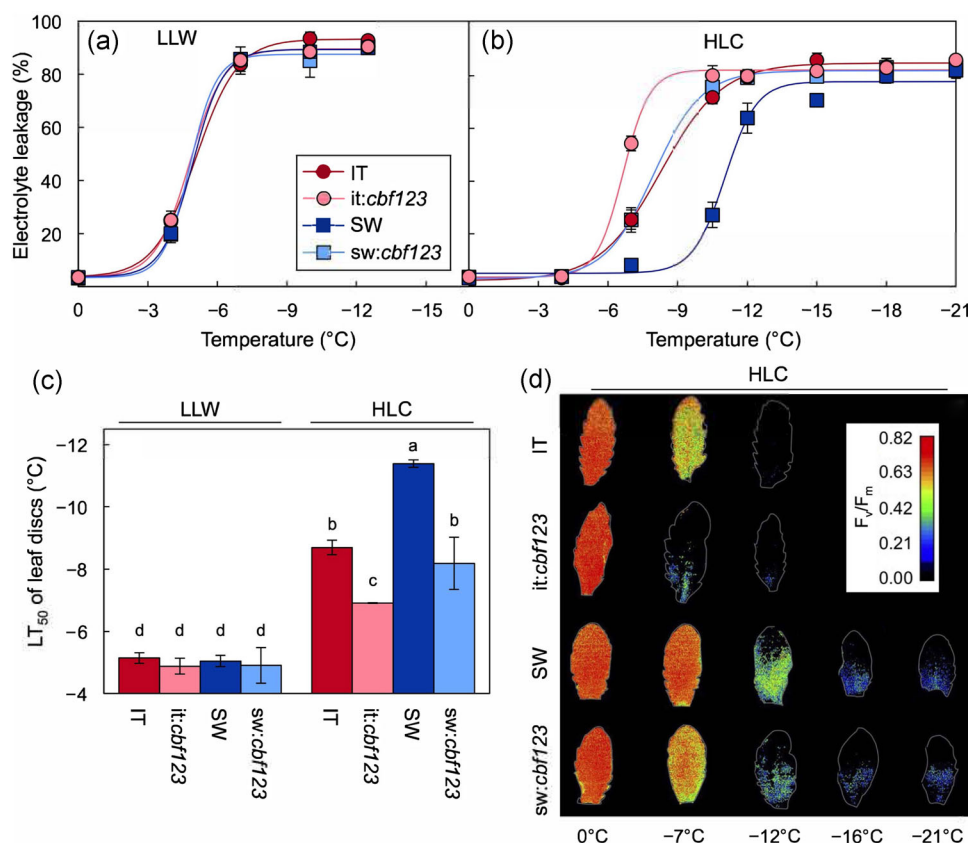 (a) LLW
(b) HLC
Electrolyte leakage (%)
100
80
60
40
20
IT
it:cbf123
SW
sw:cbf123
0 −3 −6 −9 −12 −15
0 −3 −6 −9 −12 −15 −18 −21
Temperature (°C)
Temperature (°C)
(c)
LLW HLC
LT50 of leaf discs (°C)
−12
−10
−8
−6
−4
d d d d b c a b
IT it:cbf123 SW sw:cbf123 IT it:cbf123 SW sw:cbf123
(d) HLC
IT
it:cbf123
SW
sw:cbf123
0.82
0.63
0.42
0.21
0.00
Fv/Fm
0°C −7°C −12°C −16°C −21°C